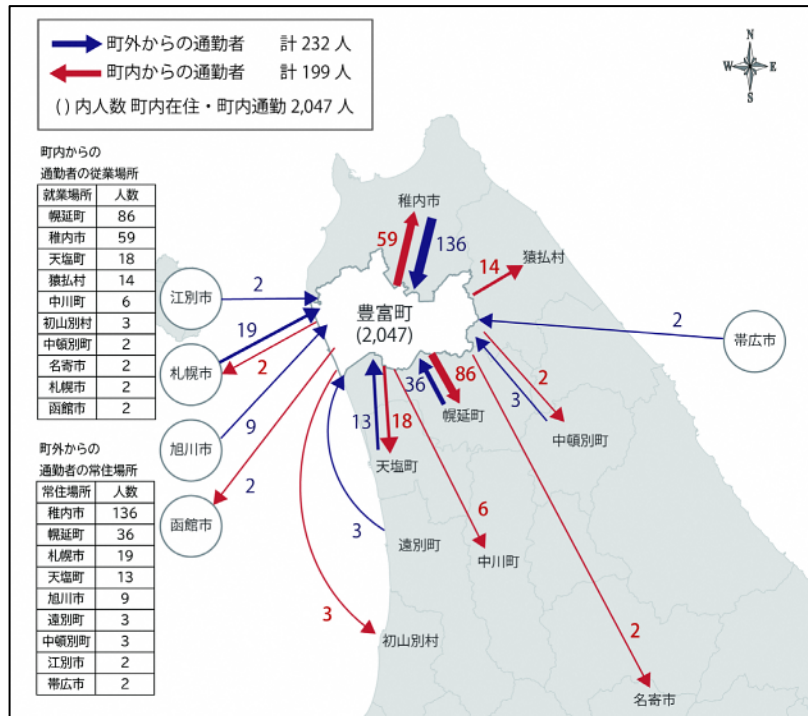 町外からの通勤者 計 232 人
町内からの通勤者 計 199 人
( ) 内人数 町内在住・町内通勤 2,047 人
N
W E
S
町内からの
通勤者の従業場所
就業場所 人数
幌延町 86
稚内市 59
天塩町 18
猿払村 14
中川町 6
初山別村 3
中頓別町 2
名寄市 2
札幌市 2
函館市 2
町外からの
通勤者の常住場所
常住場所 人数
稚内市 136
幌延町 36
札幌市 19
天塩町 13
旭川市 9
遠別町 3
中頓別町 3
江別市 2
帯広市 2
稚内市
59
136
14
猿払村
江別市
2
豊富町
(2,047)
2
帯広市
19
札幌市
2
36
86
幌延町
2
3
中頓別町
13
18
天塩町
旭川市
9
函館市
2
6
中川町
3
遠別町
3
初山別村
2
名寄市